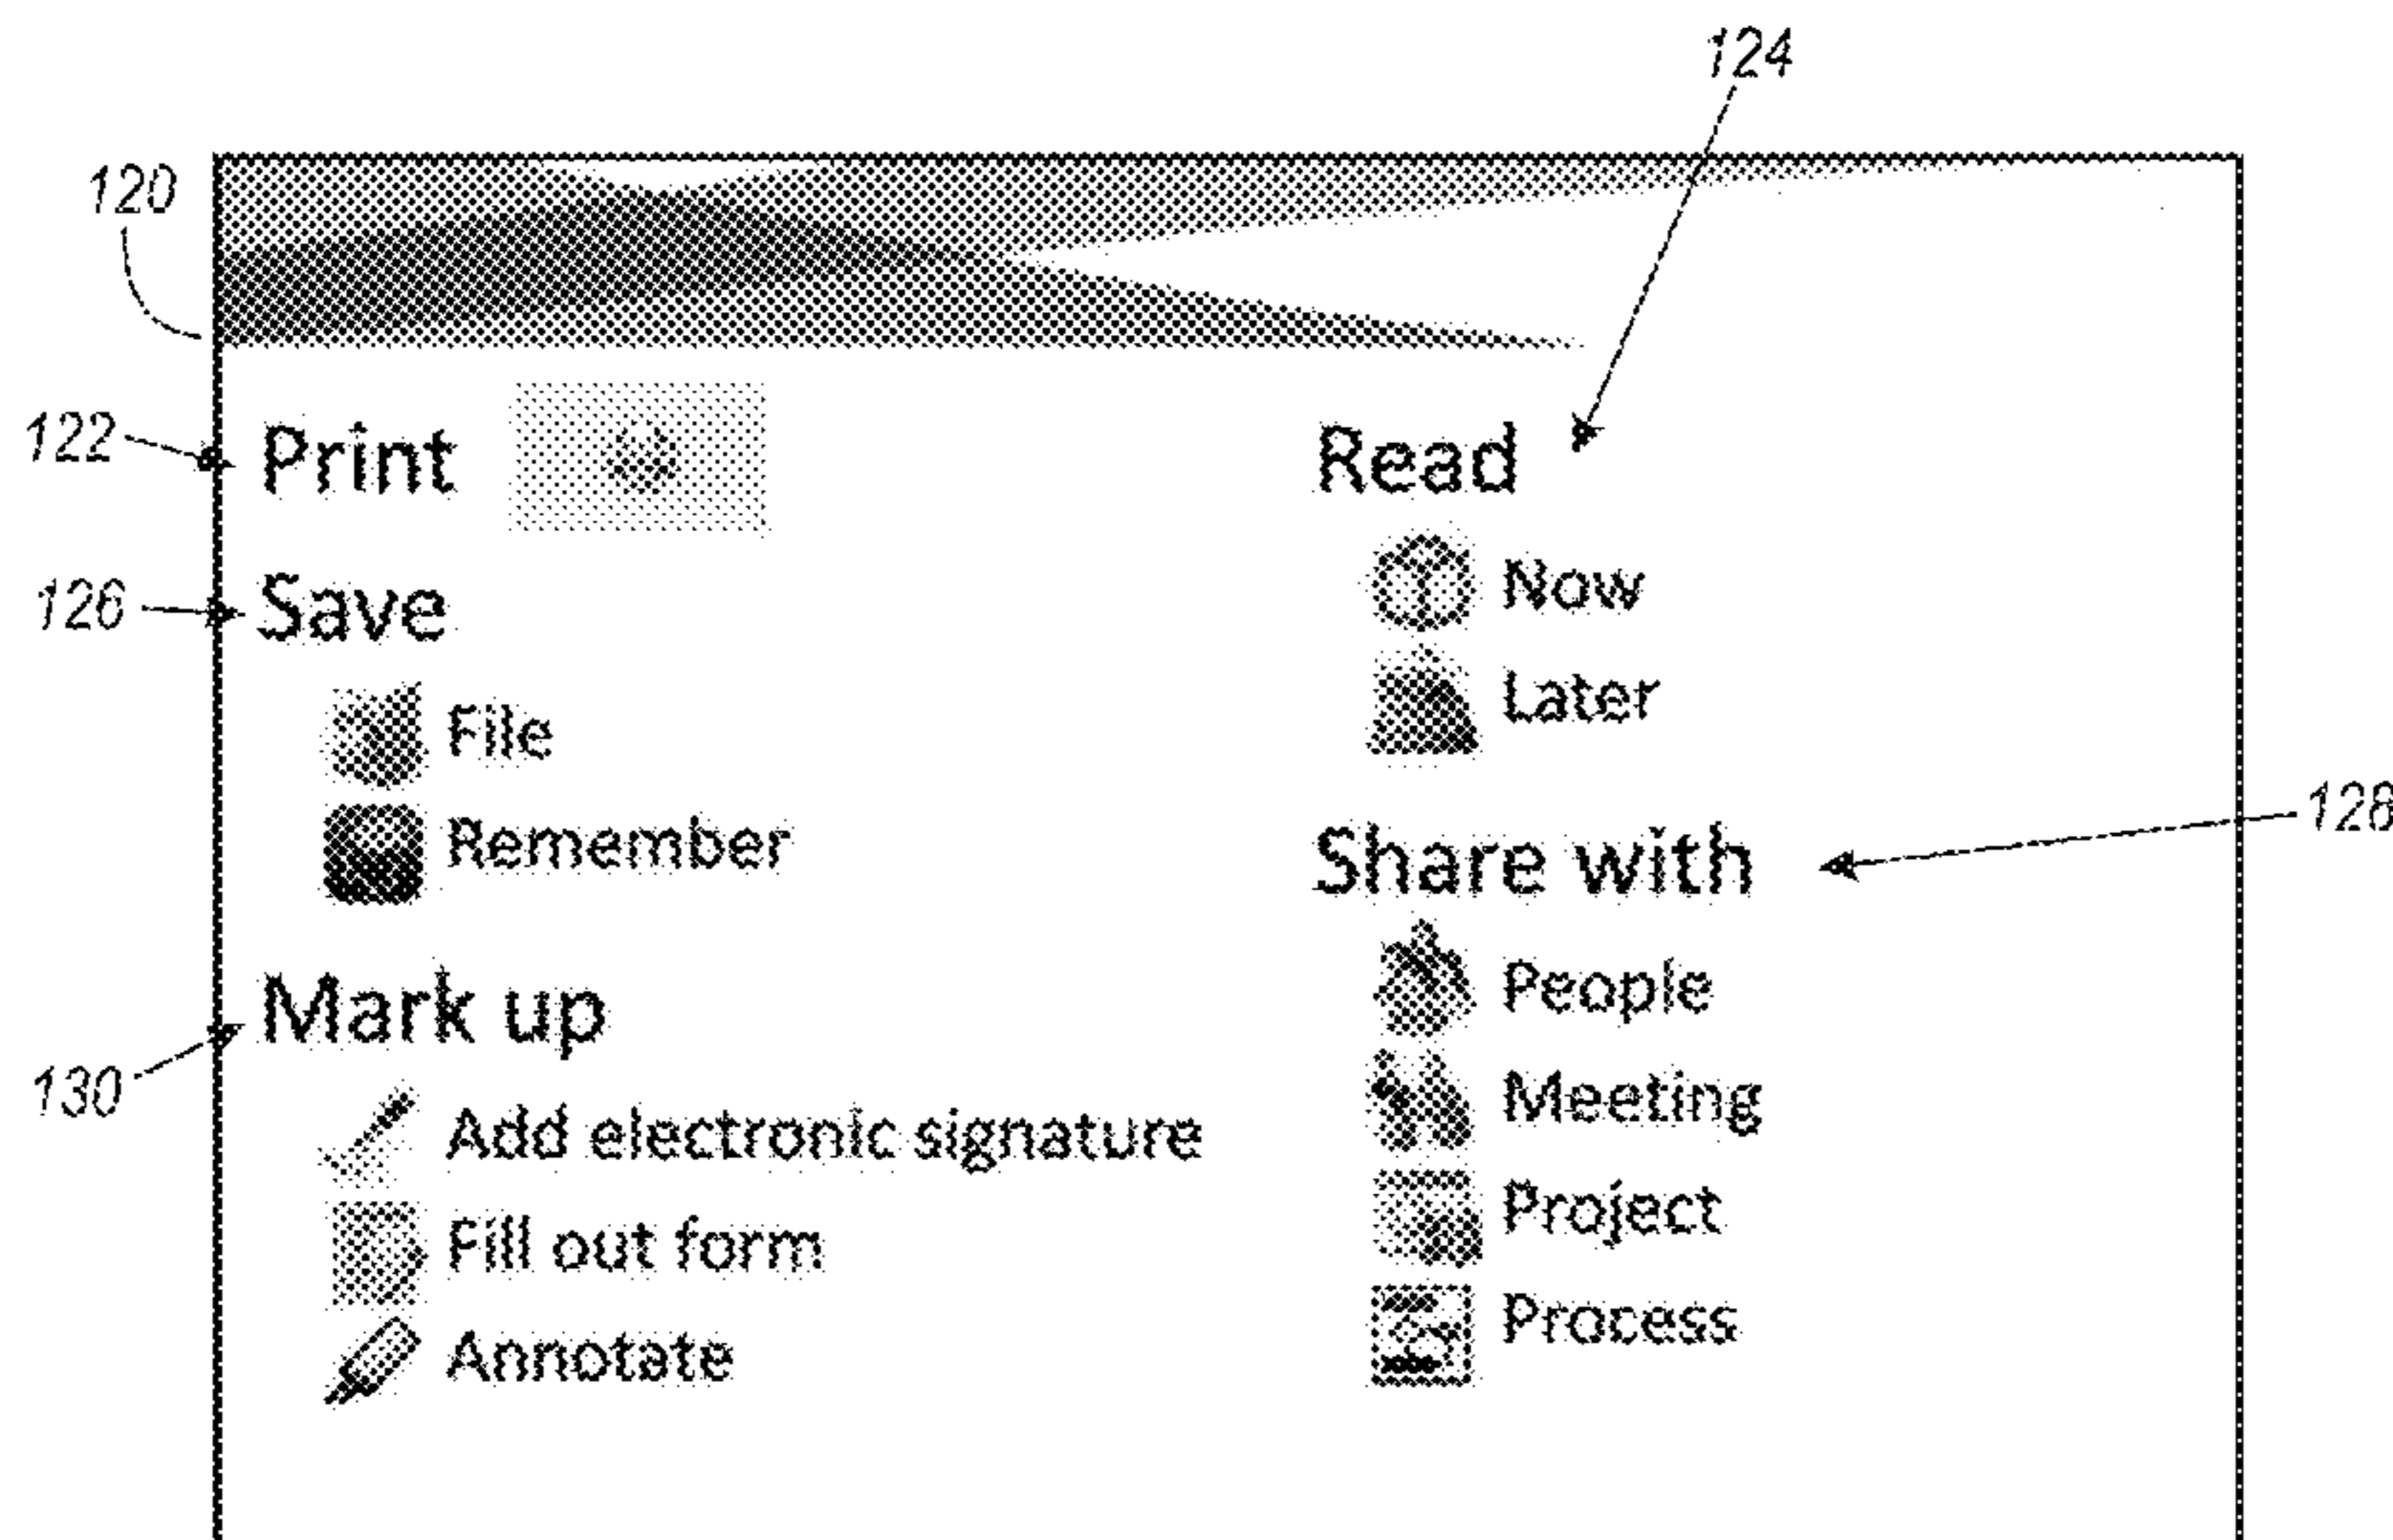 124
120
122
Print
Read
Now
126
Save
Later
File
Remember
128
Share with
People
Mark up
130
Meeting
Add electronic signature
Project
Fill out form
Process
Annotate